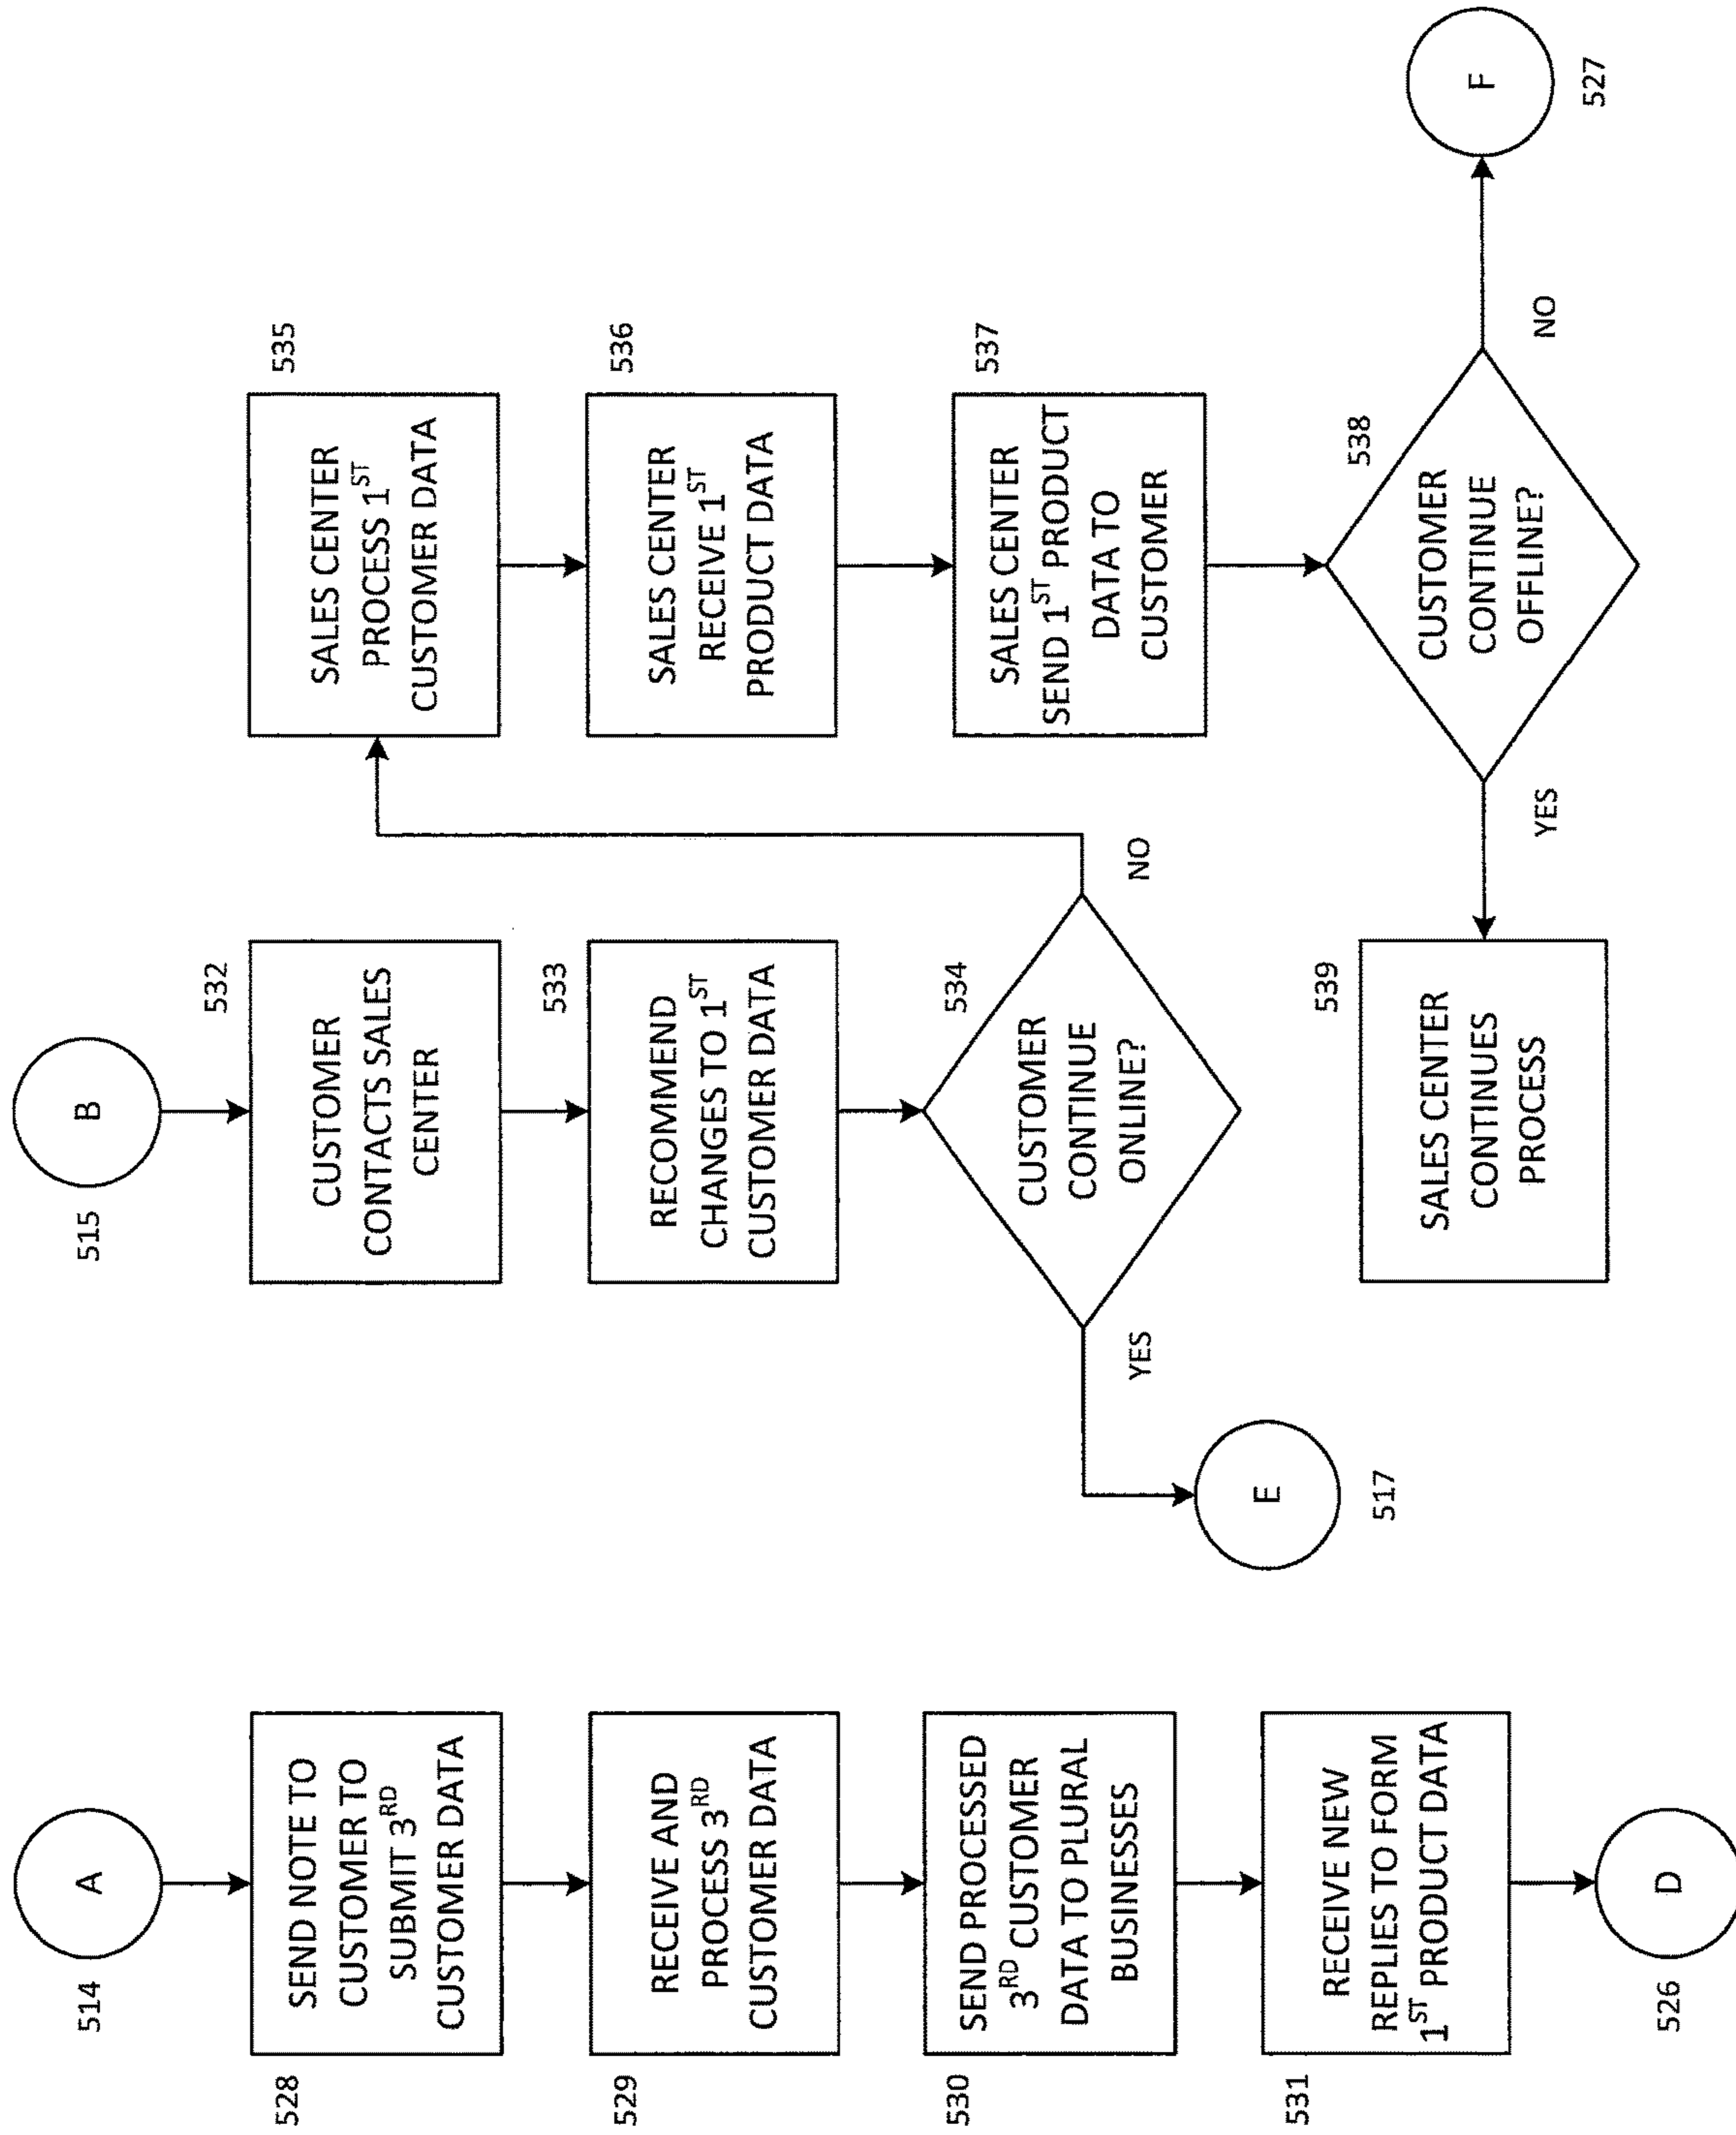 A
514
528
SEND NOTE TO
CUSTOMER TO
SUBMIT 3RD
CUSTOMER DATA
529
RECEIVE AND
PROCESS 3RD
CUSTOMER DATA
530
SEND PROCESSED
3RD CUSTOMER
DATA TO PLURAL
BUSINESSES
531
RECEIVE NEW
REPLIES TO FORM
1ST PRODUCT DATA
D
526
B
515
532
CUSTOMER
CONTACTS SALES
CENTER
533
RECOMMEND
CHANGES TO 1ST
CUSTOMER DATA
534
CUSTOMER
CONTINUE
ONLINE?
YES
NO
E
517
535
SALES CENTER
PROCESS 1ST
CUSTOMER DATA
536
SALES CENTER
RECEIVE 1ST
PRODUCT DATA
537
SALES CENTER
SEND 1ST PRODUCT
DATA TO
CUSTOMER
538
CUSTOMER
CONTINUE
OFFLINE?
YES
NO
539
SALES CENTER
CONTINUES
PROCESS
F
527